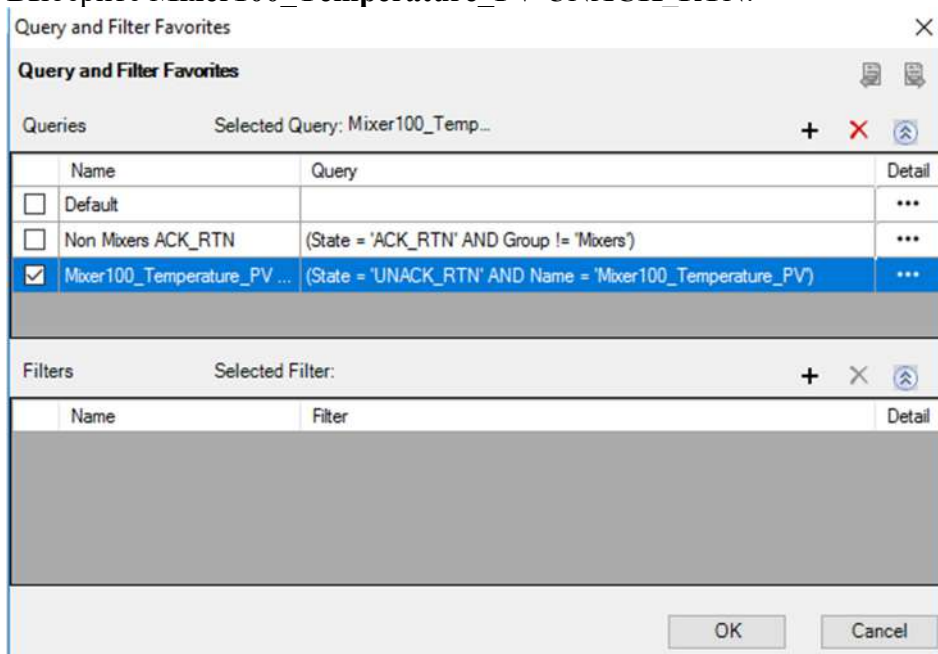 Query and Filter Favorites
Query and Filter Favorites
Queries Selected Query: Mixer100_Temp...
Name Query Detail
Default ...
Non Mixers ACK_RTN (State = 'ACK_RTN' AND Group != 'Mixers') ...
Mixer100_Temperature_PV ... (State = 'UNACK_RTN' AND Name = 'Mixer100_Temperature_PV') ...
Filters Selected Filter:
Name Filter Detail
OK Cancel